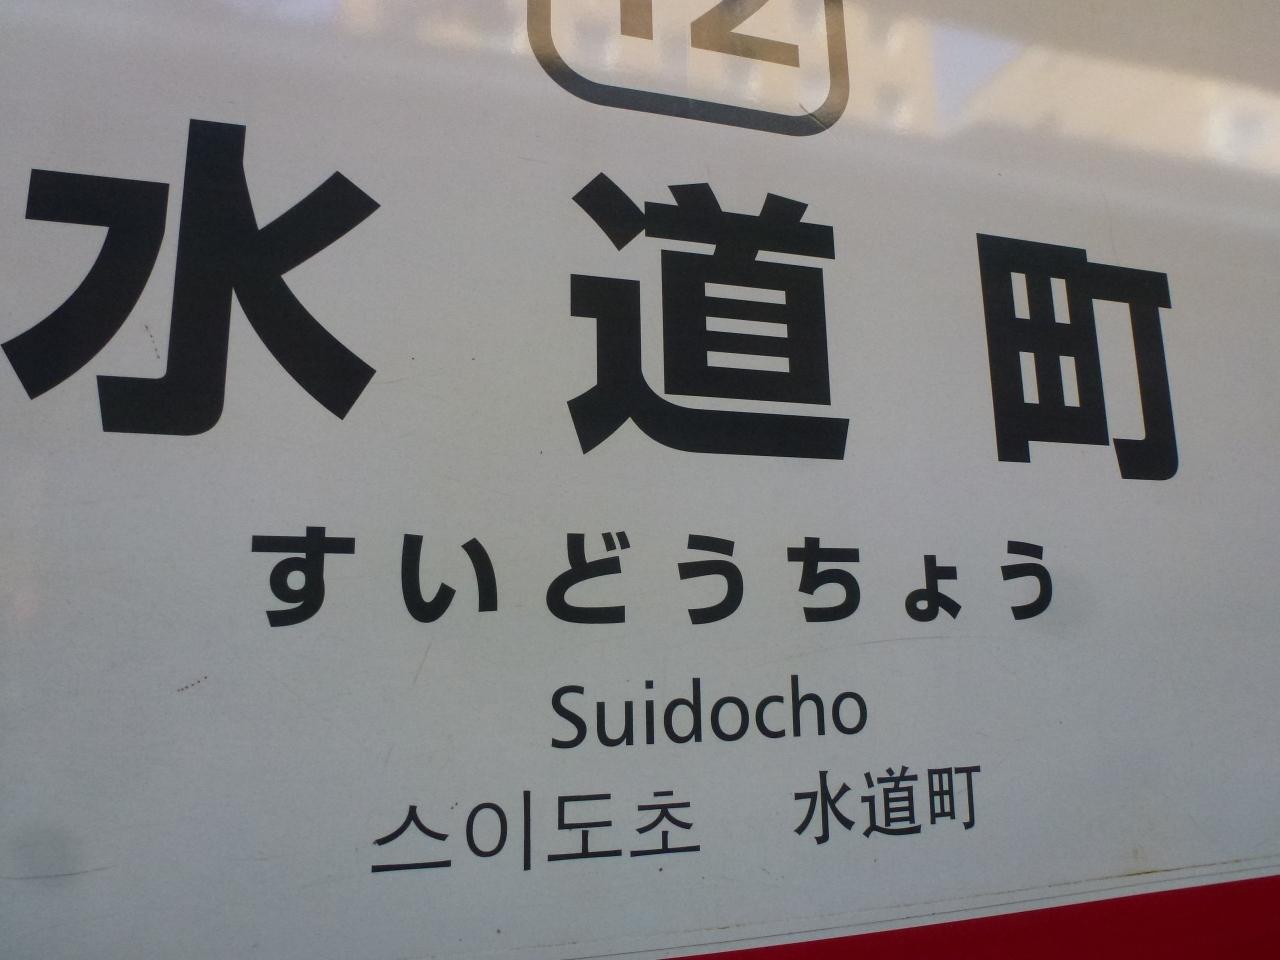 12
水道町
すいどうちょう
Suidocho
스이도초 水道町